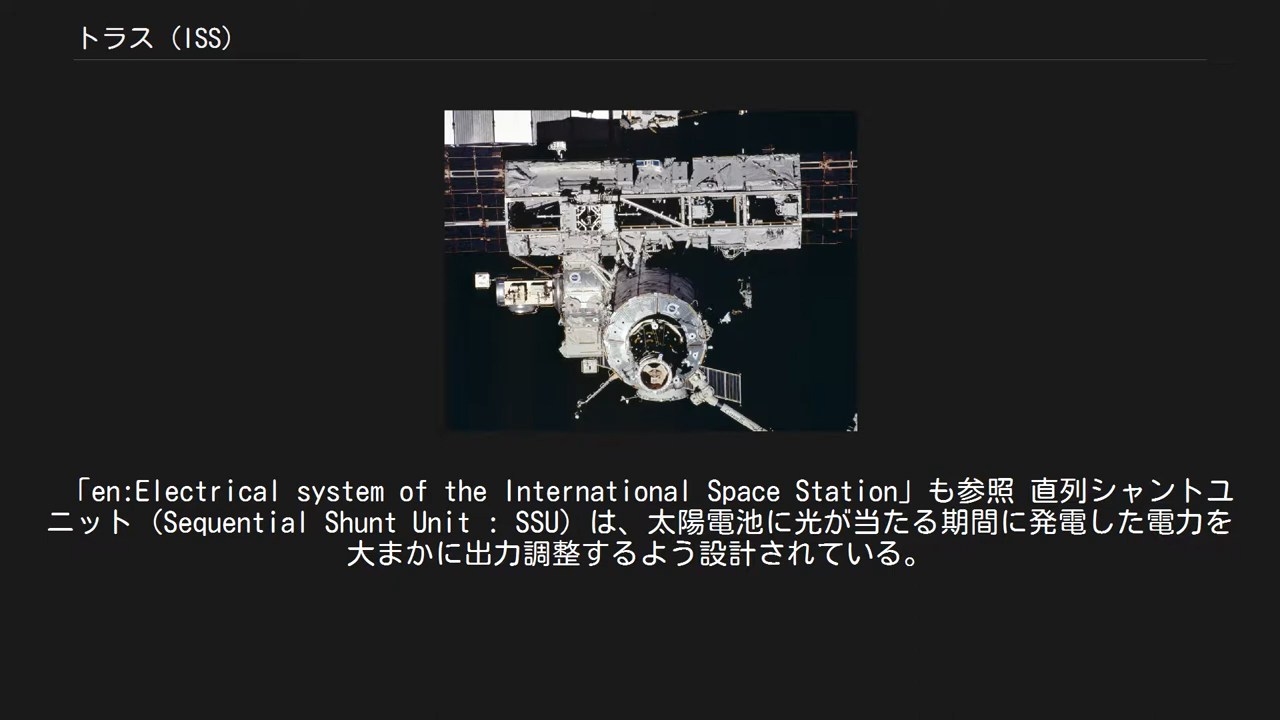 トラス（ISS）
「en:Electrical system of the International Space Station」も参照 直列シャントユ
ニット（Sequential Shunt Unit : SSU）は、太陽電池に光が当たる期間に発電した電力を
大まかに出力調整するよう設計されている。